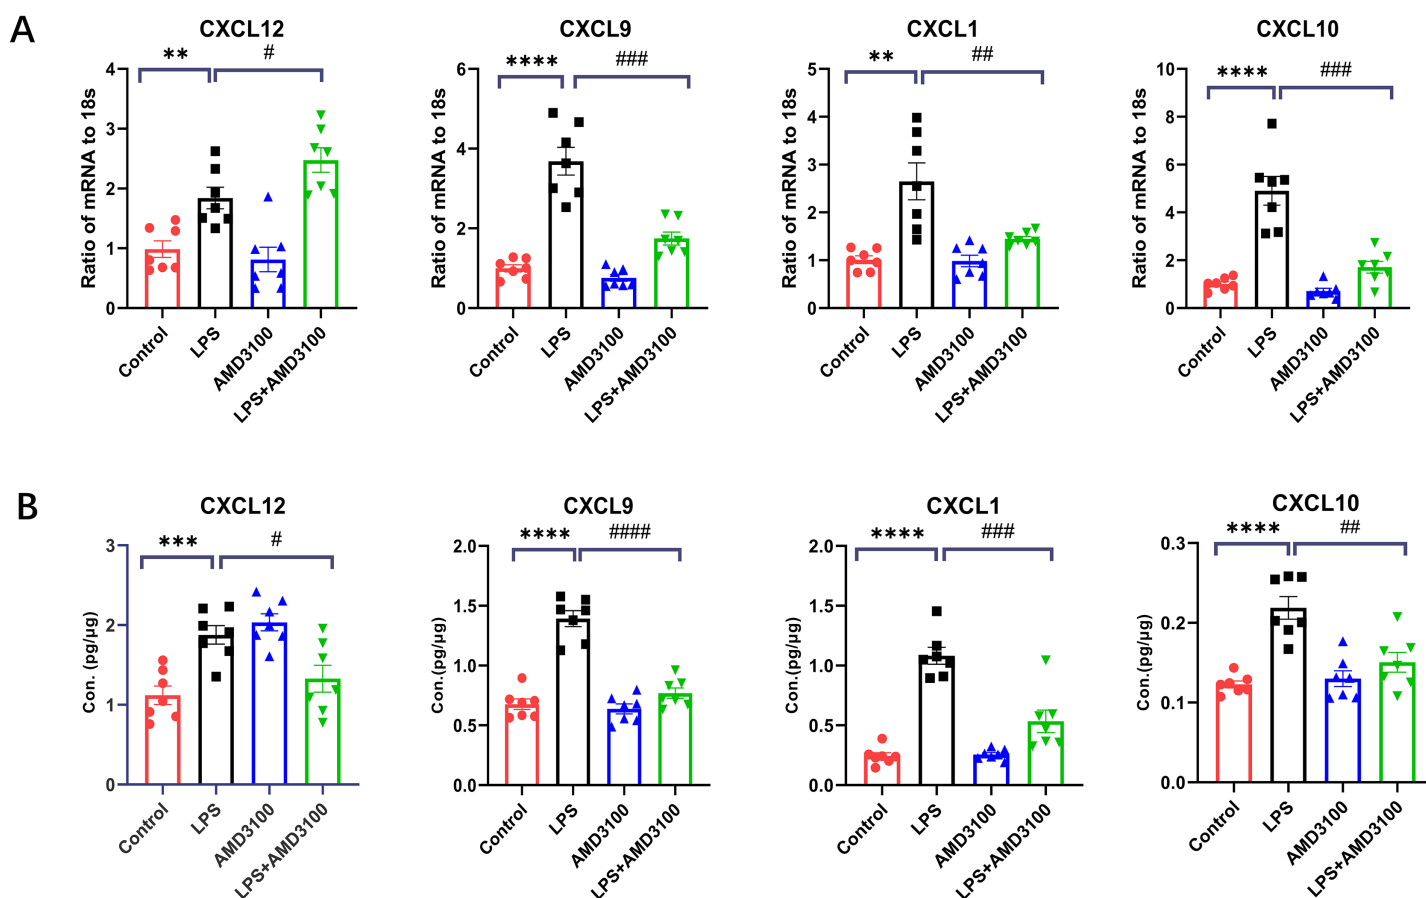 A
CXCL12
** #
Ratio of mRNA to 18s
4
3
2
1
0
Control LPS AMD3100 LPS+AMD3100
CXCL9
**** ###
Ratio of mRNA to 18s
6
4
2
0
Control LPS AMD3100 LPS+AMD3100
CXCL1
** ##
Ratio of mRNA to 18s
5
4
3
2
1
0
Control LPS AMD3100 LPS+AMD3100
CXCL10
**** ###
Ratio of mRNA to 18s
10
8
6
4
2
0
Control LPS AMD3100 LPS+AMD3100
B
CXCL12
*** #
Con. (pg/μg)
3
2
1
0
Control LPS AMD3100 LPS+AMD3100
CXCL9
**** ####
Con.(pg/μg)
2.0
1.5
1.0
0.5
0.0
Control LPS AMD3100 LPS+AMD3100
CXCL1
**** ###
Con.(pg/μg)
2.0
1.5
1.0
0.5
0.0
Control LPS AMD3100 LPS+AMD3100
CXCL10
**** ##
Con.(pg/μg)
0.3
0.2
0.1
0.0
Control LPS AMD3100 LPS+AMD3100